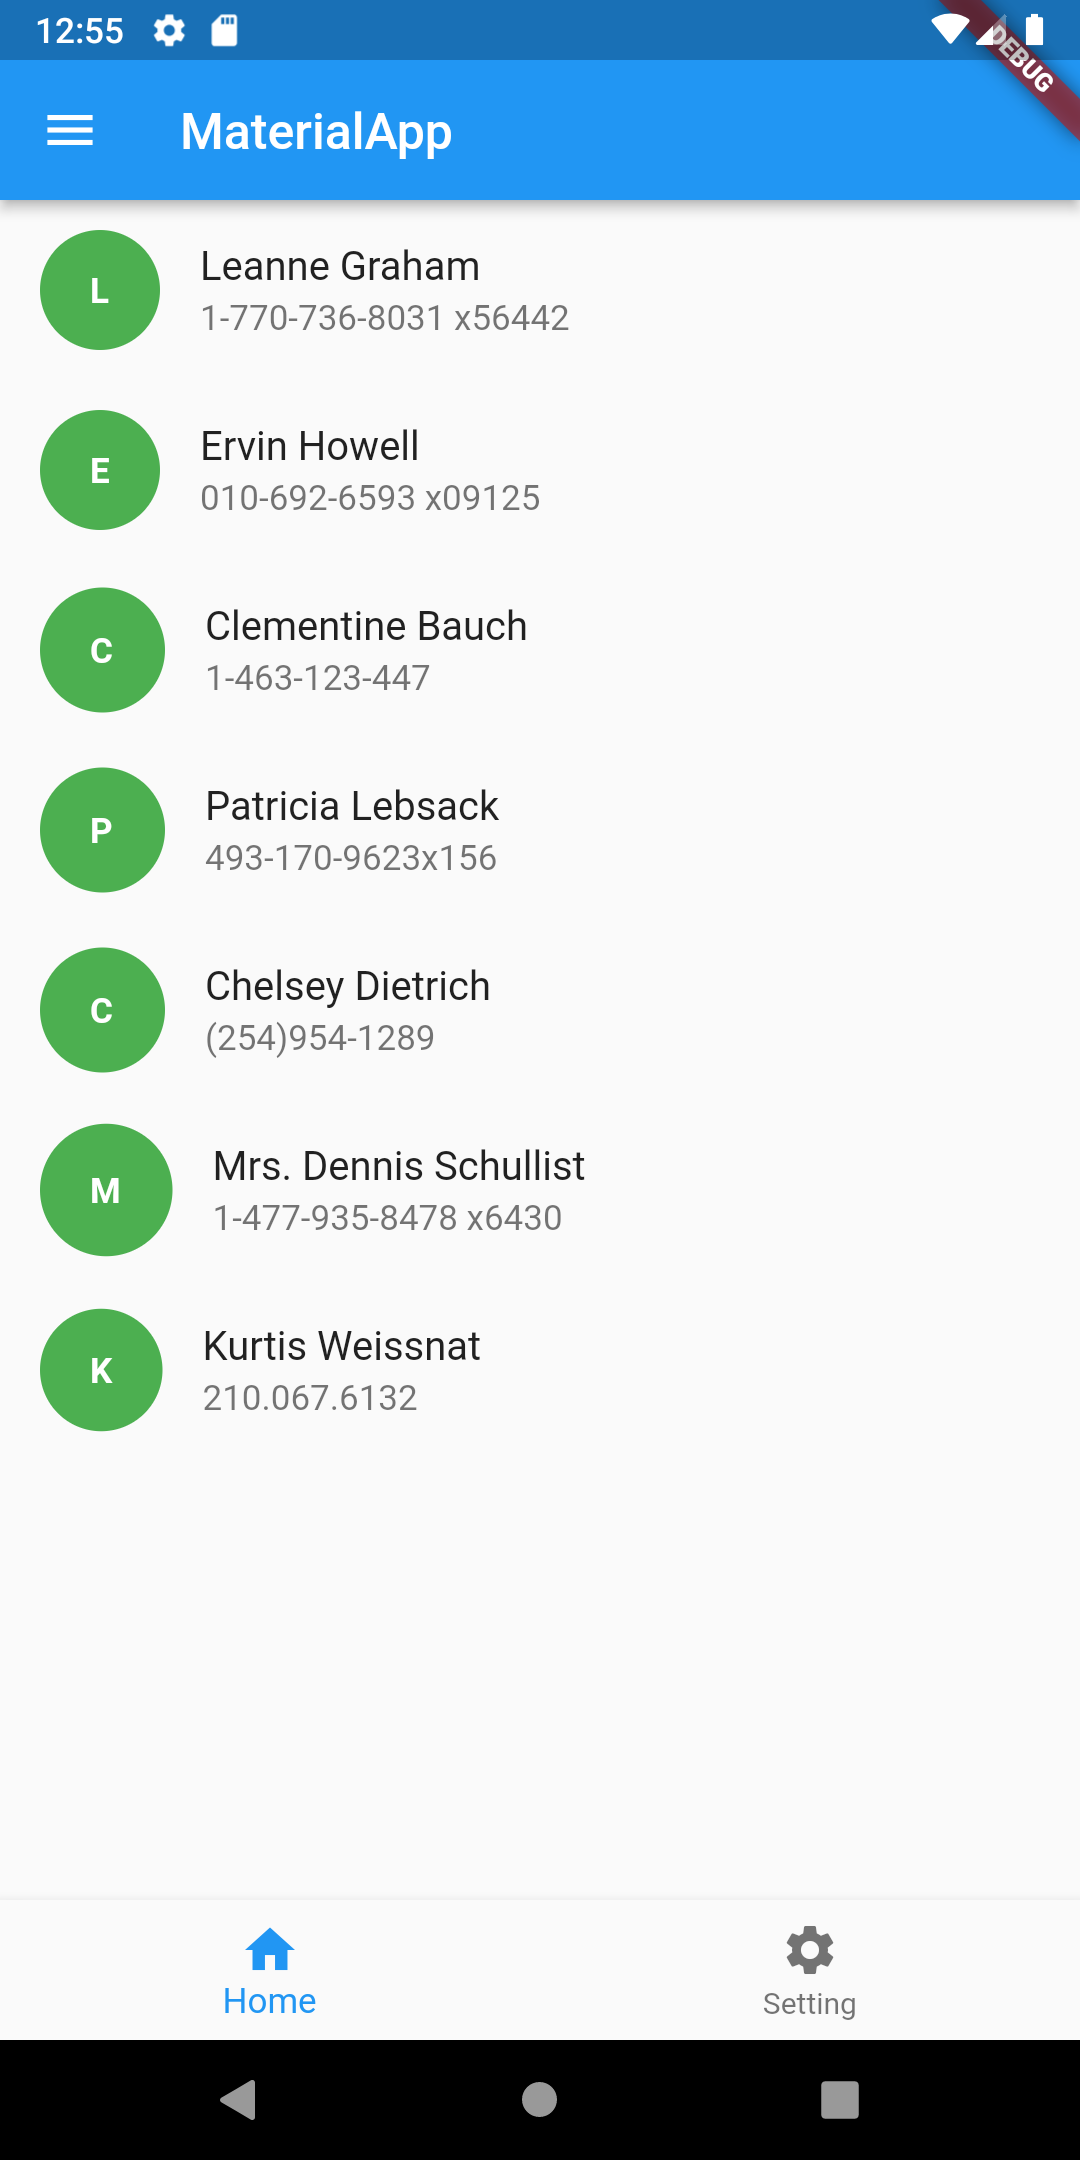 12:55
DEBUG
MaterialApp
L
Leanne Graham
1-770-736-8031 x56442
E
Ervin Howell
010-692-6593 x09125
C
Clementine Bauch
1-463-123-447
P
Patricia Lebsack
493-170-9623x156
C
Chelsey Dietrich
(254)954-1289
M
Mrs. Dennis Schullist
1-477-935-8478 x6430
K
Kurtis Weissnat
210.067.6132
Home
Setting